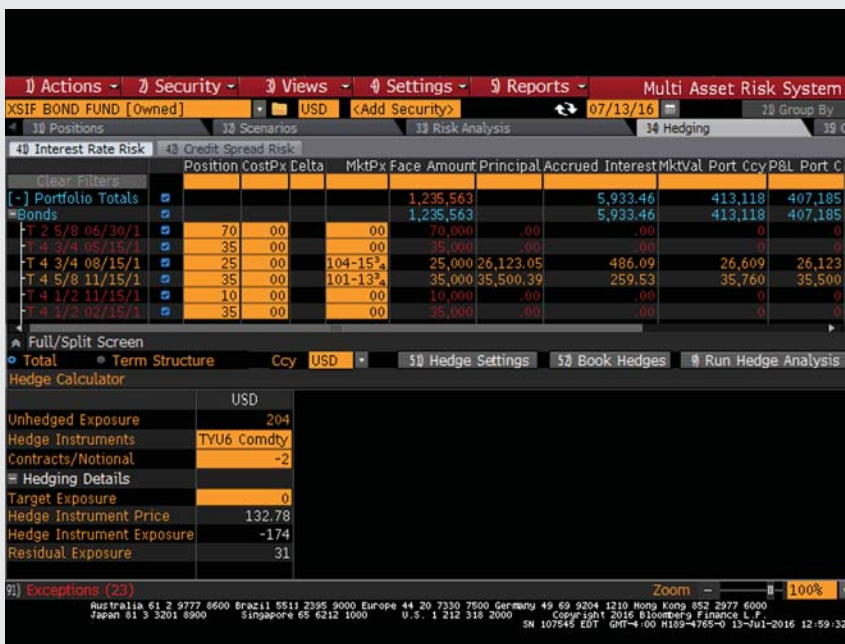 1) Actions 2) Security 3) Views 4) Settings 5) Reports Multi Asset Risk System
XSIF BOND FUND [Owned] USD <Add Security> 07/13/16 21) Group By
31) Positions 32) Scenarios 33) Risk Analysis 34) Hedging 35)
41) Interest Rate Risk 42) Credit Spread Risk
Position CostPx Delta MktPx Face Amount Principal Accrued Interest MktVal Port Ccy P&L Port C
Clear Filters
[-] Portfolio Totals 1,235,563 5,933.46 413,118 407,185
Bonds 1,235,563 5,933.46 413,118 407,185
T 2 5/8 06/30/1 70 00 00 70,000 .00 .00 0 0
T 4 3/4 05/15/1 35 00 00 35,000 .00 .00 0 0
T 4 3/4 08/15/1 25 00 104-15¾ 25,000 26,123.05 486.09 26,609 26,123
T 4 5/8 11/15/1 35 00 101-13¾ 35,000 35,500.39 259.53 35,760 35,500
T 4 1/2 11/15/1 10 00 00 10,000 .00 .00 0 0
T 4 1/2 02/15/1 35 00 00 35,000 .00 .00 0 0
Full/Split Screen
Total Term Structure Ccy USD 51) Hedge Settings 52) Book Hedges 9) Run Hedge Analysis
Hedge Calculator
USD
Unhedged Exposure 204
Hedge Instruments TYU6 Comdty
Contracts/Notional -2
Hedging Details
Target Exposure 0
Hedge Instrument Price 132.78
Hedge Instrument Exposure -174
Residual Exposure 31
91) Exceptions (23) Zoom 100%
Australia 61 2 9777 8600 Brazil 5511 2395 9000 Europe 44 20 7330 7500 Germany 49 69 9204 1210 Hong Kong 852 2977 6000
Japan 81 3 3201 8900 Singapore 65 6212 1000 U.S. 1 212 318 2000 Copyright 2016 Bloomberg Finance L.P.
SN 107545 EDT GMT-4:00 H189-4765-0 13-Jul-2016 12:59:32